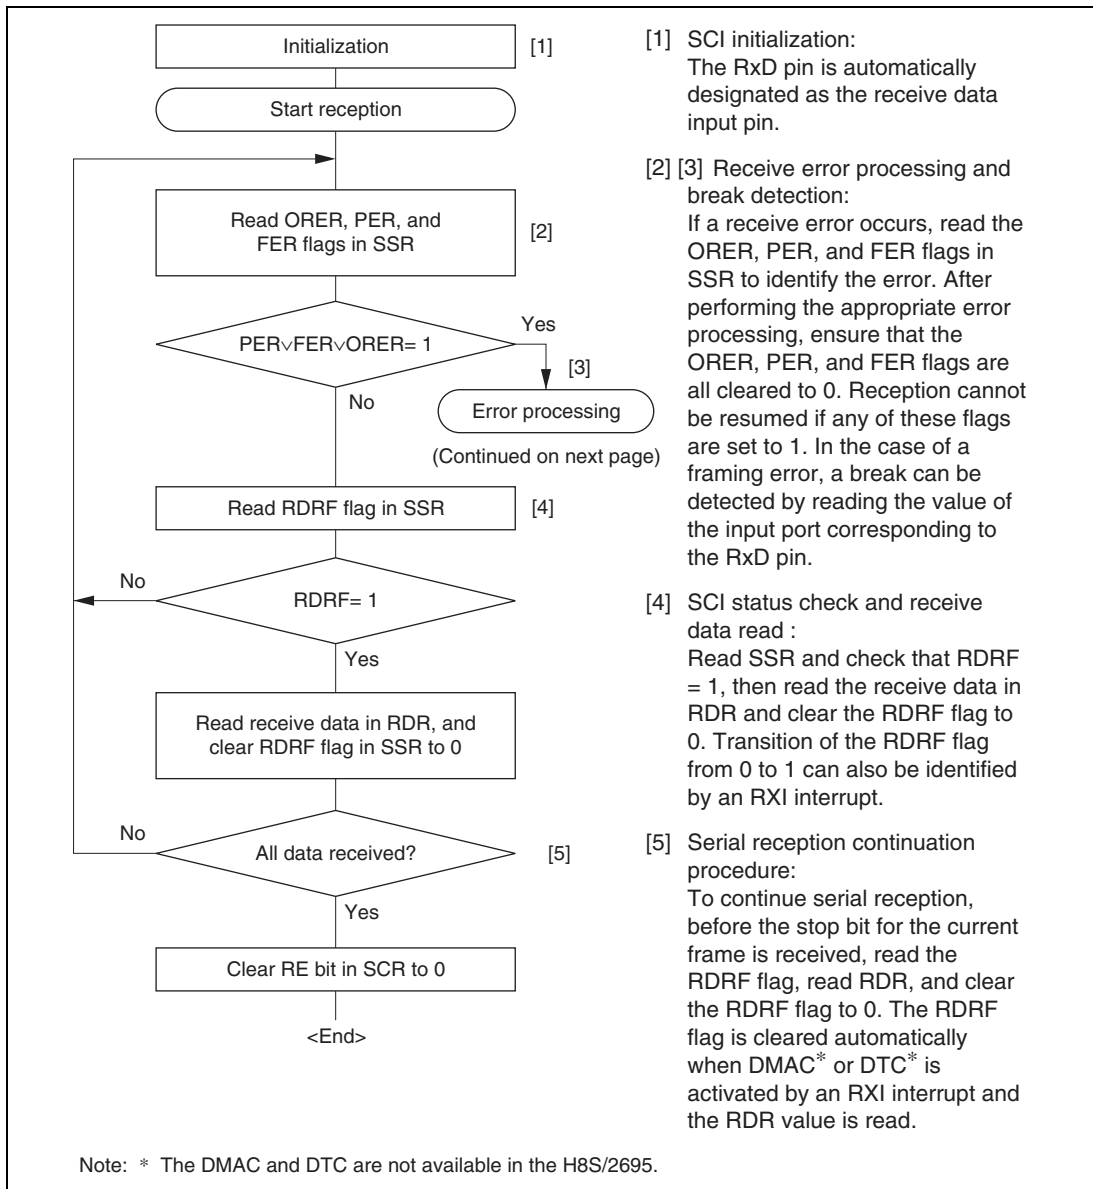 Initialization
[1]
Start reception
Read ORER, PER, and
FER flags in SSR
[2]
PER∨FER∨ORER= 1
Yes
[3]
No
Error processing
(Continued on next page)
Read RDRF flag in SSR
[4]
No
RDRF= 1
Yes
Read receive data in RDR, and
clear RDRF flag in SSR to 0
No
All data received?
[5]
Yes
Clear RE bit in SCR to 0
<End>
[1] SCI initialization:
The RxD pin is automatically
designated as the receive data
input pin.
[2] [3] Receive error processing and
break detection:
If a receive error occurs, read the
ORER, PER, and FER flags in
SSR to identify the error. After
performing the appropriate error
processing, ensure that the
ORER, PER, and FER flags are
all cleared to 0. Reception cannot
be resumed if any of these flags
are set to 1. In the case of a
framing error, a break can be
detected by reading the value of
the input port corresponding to
the RxD pin.
[4] SCI status check and receive
data read :
Read SSR and check that RDRF
= 1, then read the receive data in
RDR and clear the RDRF flag to
0. Transition of the RDRF flag
from 0 to 1 can also be identified
by an RXI interrupt.
[5] Serial reception continuation
procedure:
To continue serial reception,
before the stop bit for the current
frame is received, read the
RDRF flag, read RDR, and clear
the RDRF flag to 0. The RDRF
flag is cleared automatically
when DMAC* or DTC* is
activated by an RXI interrupt and
the RDR value is read.
Note: * The DMAC and DTC are not available in the H8S/2695.